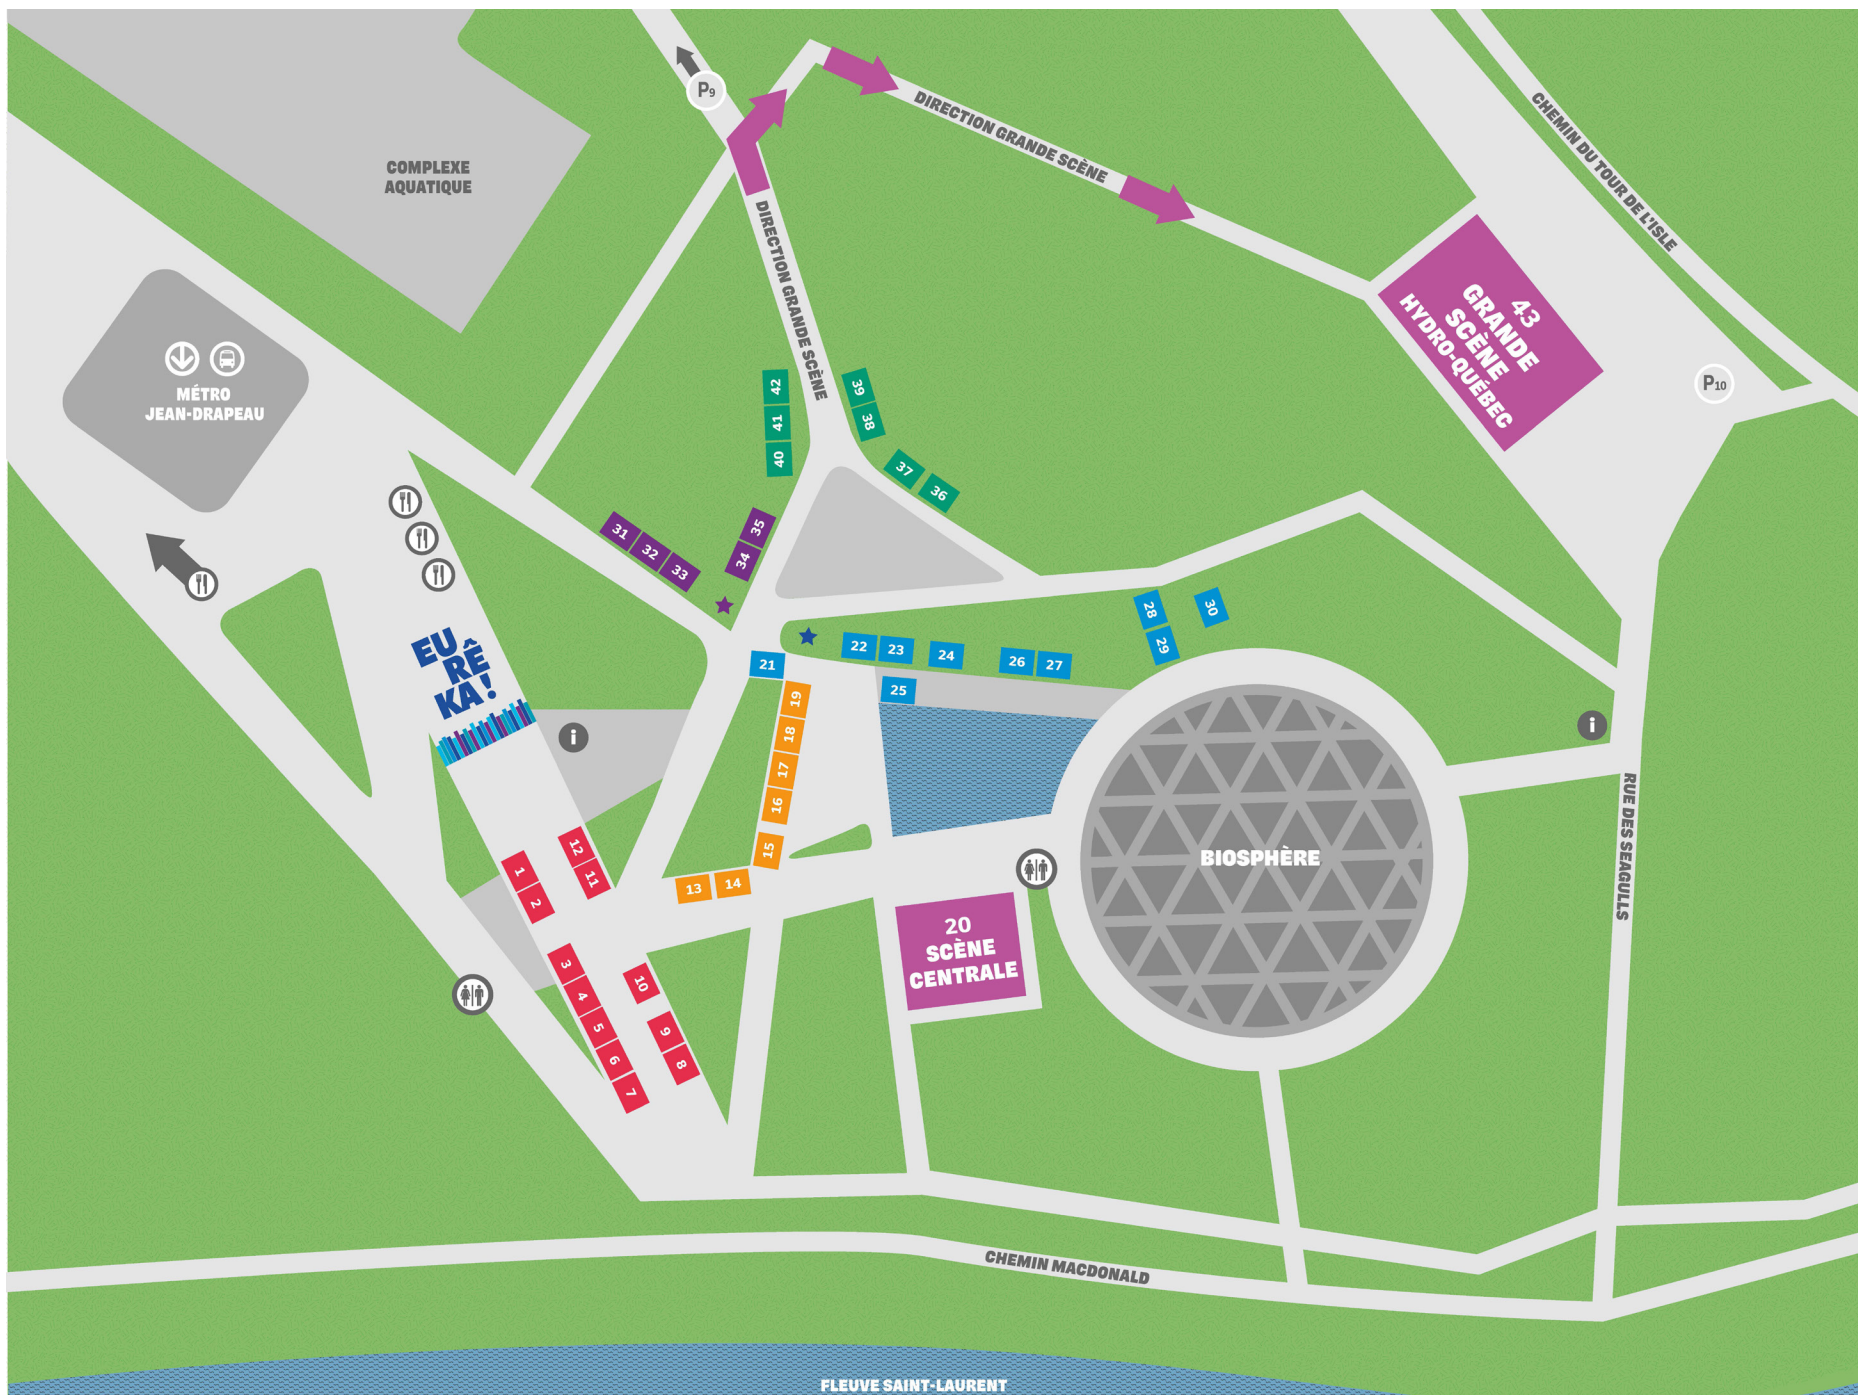 P9
DIRECTION GRANDE SCÈNE
CHEMIN DU TOUR DE L'ISLE
COMPLEXE
AQUATIQUE
DIRECTION GRANDE SCÈNE
43
GRANDE
SCÈNE
HYDRO-QUÉBEC
P10
MÉTRO
JEAN-DRAPEAU
42
41
40
39
38
37
36
35
34
31
32
33
28
29
30
EU
RÊ
KA!
21
22
23
24
26
27
25
19
18
17
16
15
i
i
12
11
1
2
13
14
BIOSPHÈRE
RUE DES SEAGULLS
20
SCÈNE
CENTRALE
3
4
5
6
7
10
9
8
CHEMIN MACDONALD
FLEUVE SAINT-LAURENT